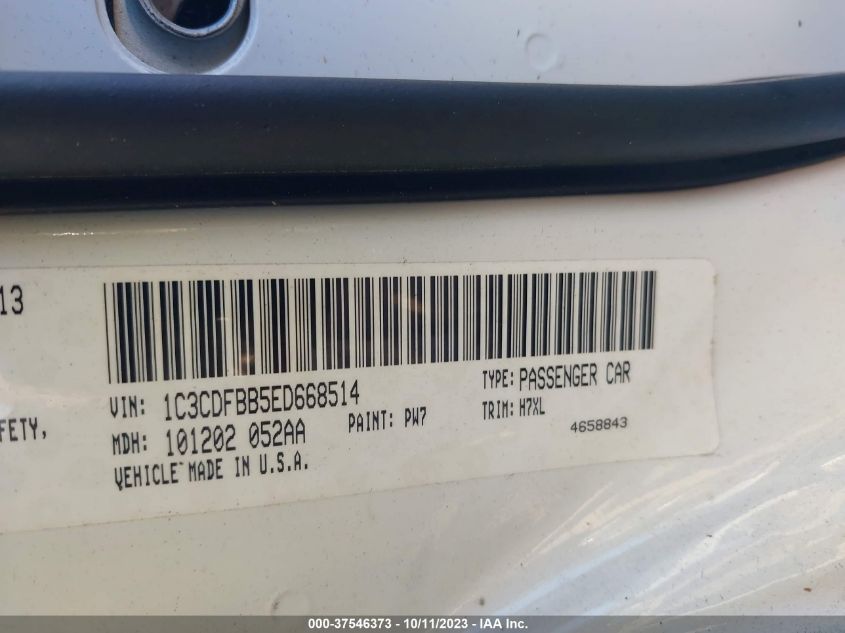 13
FETY,
VIN: 1C3CDFBB5ED668514
TYPE: PASSENGER CAR
MDH: 101202 052AA
PAINT: PW7
TRIM: H7XL
VEHICLE MADE IN U.S.A.
4658843
000-37546373 - 10/11/2023 - IAA Inc.